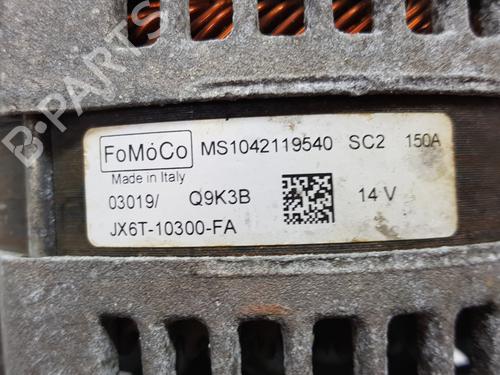 FoMoCo MS1042119540 SC2 150A
Made in Italy
03019/ Q9K3B 14 V
JX6T-10300-FA
B-PARTS